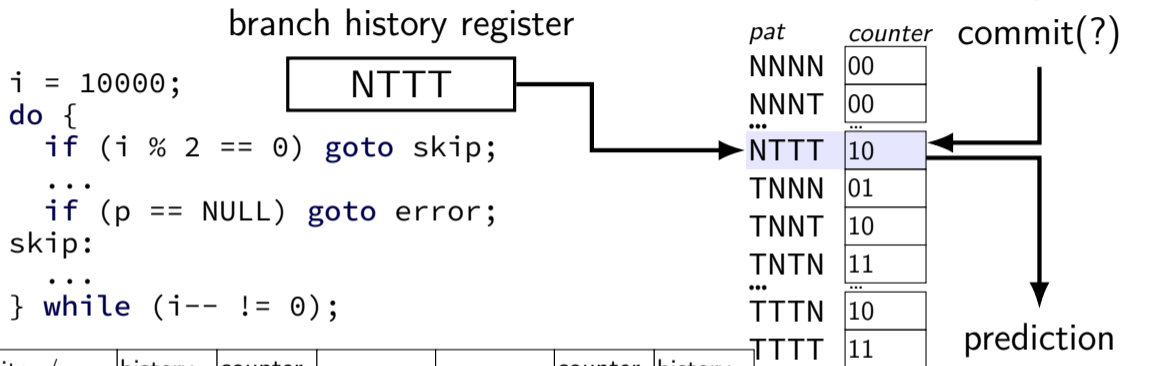 branch history register
NTTT
i = 10000;
do {
if (i % 2 == 0) goto skip;
...
if (p == NULL) goto error;
skip:
...
} while (i-- != 0);
pat counter
NNNN 00
NNNT 00
... ...
NTTT 10
TNNN 01
TNNT 10
TNTN 11
... ...
TTTN 10
TTTT 11
commit(?)
prediction
history counter counter history